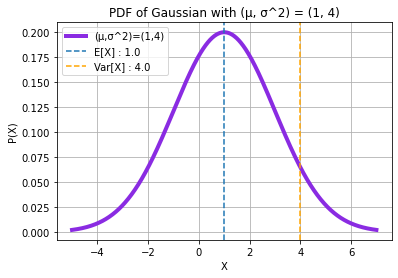 PDF of Gaussian with (μ, σ^2) = (1, 4)
(μ,σ^2)=(1,4)
E[X] : 1.0
Var[X] : 4.0
P(X)
0.200
0.175
0.150
0.125
0.100
0.075
0.050
0.025
0.000
−4 −2 0 2 4 6
X